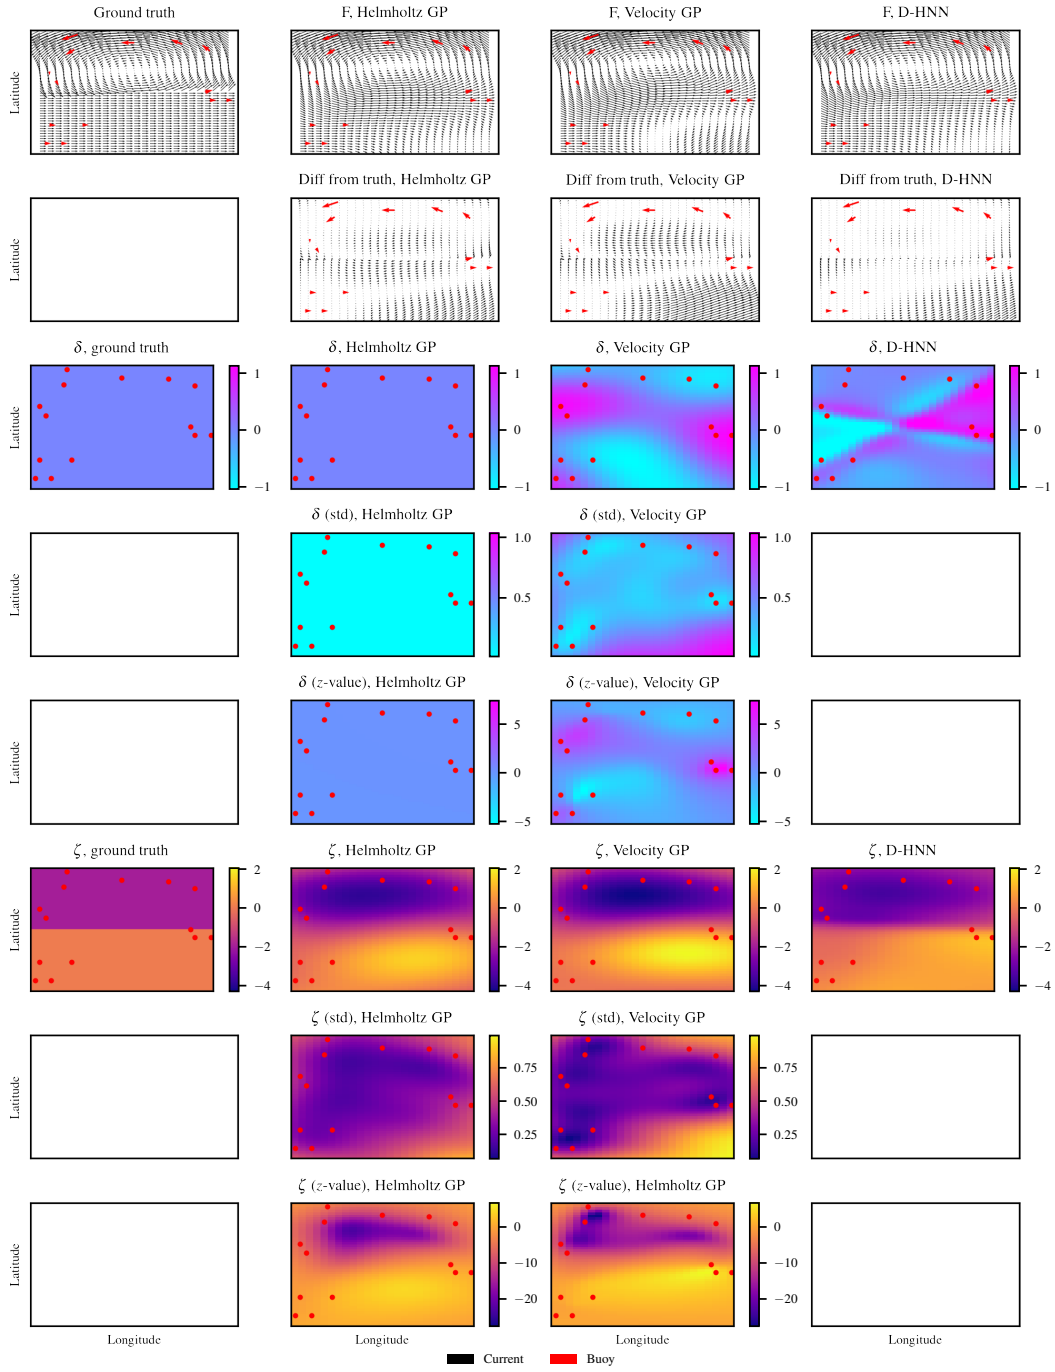 Ground truth
F, Helmholtz GP
F, Velocity GP
F, D-HNN
Latitude
Diff from truth, Helmholtz GP
Diff from truth, Velocity GP
Diff from truth, D-HNN
Latitude
δ, ground truth
δ, Helmholtz GP
δ, Velocity GP
δ, D-HNN
Latitude
1
0
−1
1
0
−1
1
0
−1
1
0
−1
δ (std), Helmholtz GP
δ (std), Velocity GP
Latitude
1.0
0.5
1.0
0.5
δ (z-value), Helmholtz GP
δ (z-value), Velocity GP
Latitude
5
0
−5
5
0
−5
ζ, ground truth
ζ, Helmholtz GP
ζ, Velocity GP
ζ, D-HNN
Latitude
2
0
−2
−4
2
0
−2
−4
2
0
−2
−4
2
0
−2
−4
ζ (std), Helmholtz GP
ζ (std), Velocity GP
Latitude
0.75
0.50
0.25
0.75
0.50
0.25
ζ (z-value), Helmholtz GP
ζ (z-value), Helmholtz GP
Latitude
0
−10
−20
0
−10
−20
Longitude
Longitude
Longitude
Longitude
Current
Buoy